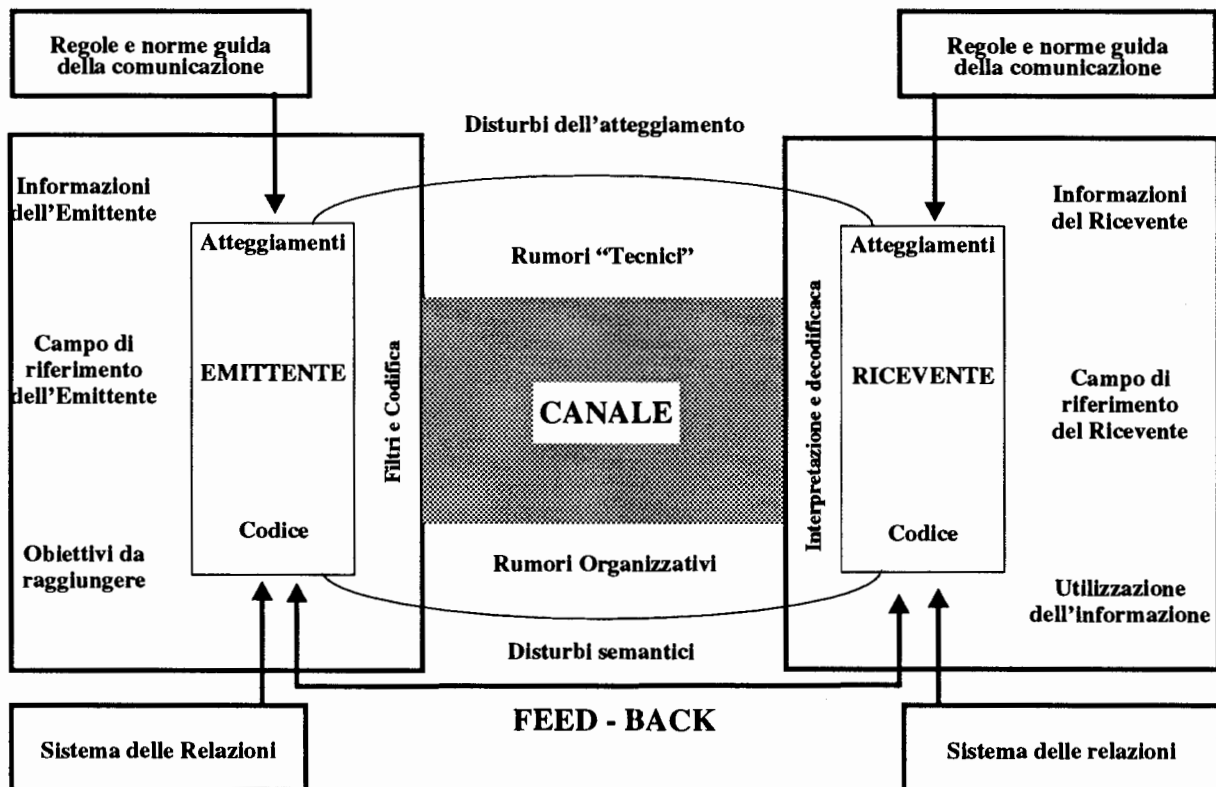 Regole e norme guida
della comunicazione
Regole e norme guida
della comunicazione
Disturbi dell'atteggiamento
Informazioni
dell'Emittente
Informazioni
del Ricevente
Atteggiamenti
Rumori "Tecnici"
Atteggiamenti
Campo di
riferimento
dell'Emittente
EMITTENTE
Filtri e Codifica
CANALE
Interpretazione e decodificaca
RICEVENTE
Campo di
riferimento
del Ricevente
Codice
Codice
Obiettivi da
raggiungere
Rumori Organizzativi
Utilizzazione
dell'informazione
Disturbi semantici
FEED - BACK
Sistema delle Relazioni
Sistema delle relazioni